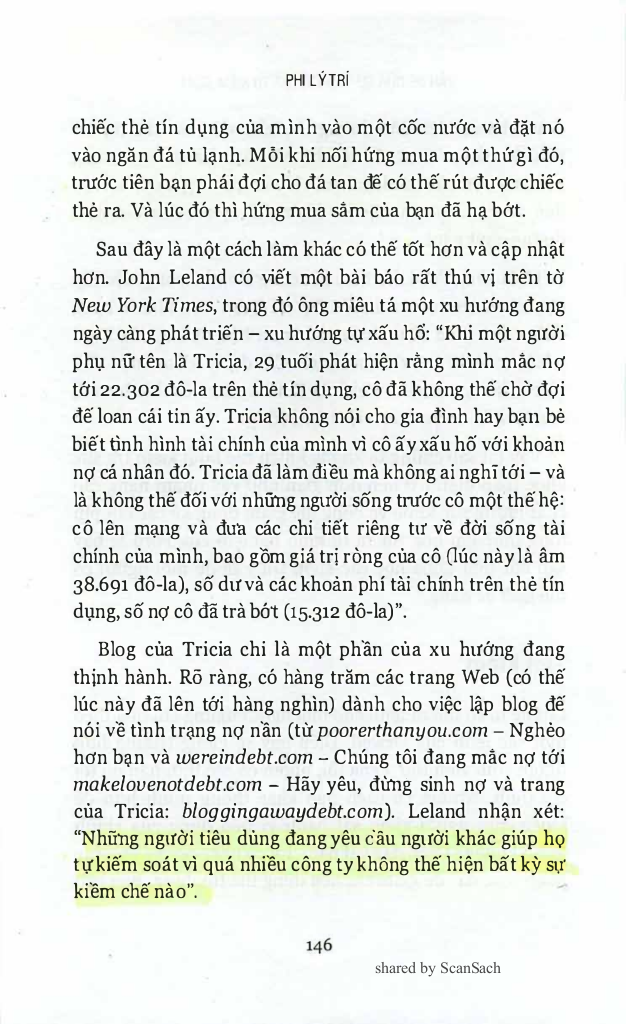 PHI LÝ TRÍ
chiếc thẻ tín dụng của mình vào một cốc nước và đặt nó
vào ngăn đá tủ lạnh. Mỗi khi nổi hứng mua một thứ gì đó,
trước tiên bạn phải đợi cho đá tan để có thể rút được chiếc
thẻ ra. Và lúc đó thì hứng mua sắm của bạn đã hạ bớt.
Sau đây là một cách làm khác có thể tốt hơn và cập nhật
hơn. John Leland có viết một bài báo rất thú vị trên tờ
New York Times, trong đó ông miêu tả một xu hướng đang
ngày càng phát triển – xu hướng tự xấu hổ: “Khi một người
phụ nữ tên là Tricia, 29 tuổi phát hiện rằng mình mắc nợ
tới 22.302 đô-la trên thẻ tín dụng, cô đã không thể chờ đợi
để loan cái tin ấy. Tricia không nói cho gia đình hay bạn bè
biết tình hình tài chính của mình vì cô ấy xấu hổ với khoản
nợ cá nhân đó. Tricia đã làm điều mà không ai nghĩ tới – và
là không thể đối với những người sống trước cô một thế hệ:
cô lên mạng và đưa các chi tiết riêng tư về đời sống tài
chính của mình, bao gồm giá trị ròng của cô (lúc này là âm
38.691 đô-la), số dư và các khoản phí tài chính trên thẻ tín
dụng, số nợ cô đã trả bớt (15.312 đô-la)”.
Blog của Tricia chỉ là một phần của xu hướng đang
thịnh hành. Rõ ràng, có hàng trăm các trang Web (có thể
lúc này đã lên tới hàng nghìn) dành cho việc lập blog để
nói về tình trạng nợ nần (từ poorerthanyou.com – Nghèo
hơn bạn và wereindebt.com – Chúng tôi đang mắc nợ tới
makelovenotdebt.com – Hãy yêu, đừng sinh nợ và trang
của Tricia: bloggingawaydebt.com). Leland nhận xét:
“Những người tiêu dùng đang yêu cầu người khác giúp họ
tự kiểm soát vì quá nhiều công ty không thể hiện bất kỳ sự
kiềm chế nào”.
146
shared by ScanSach